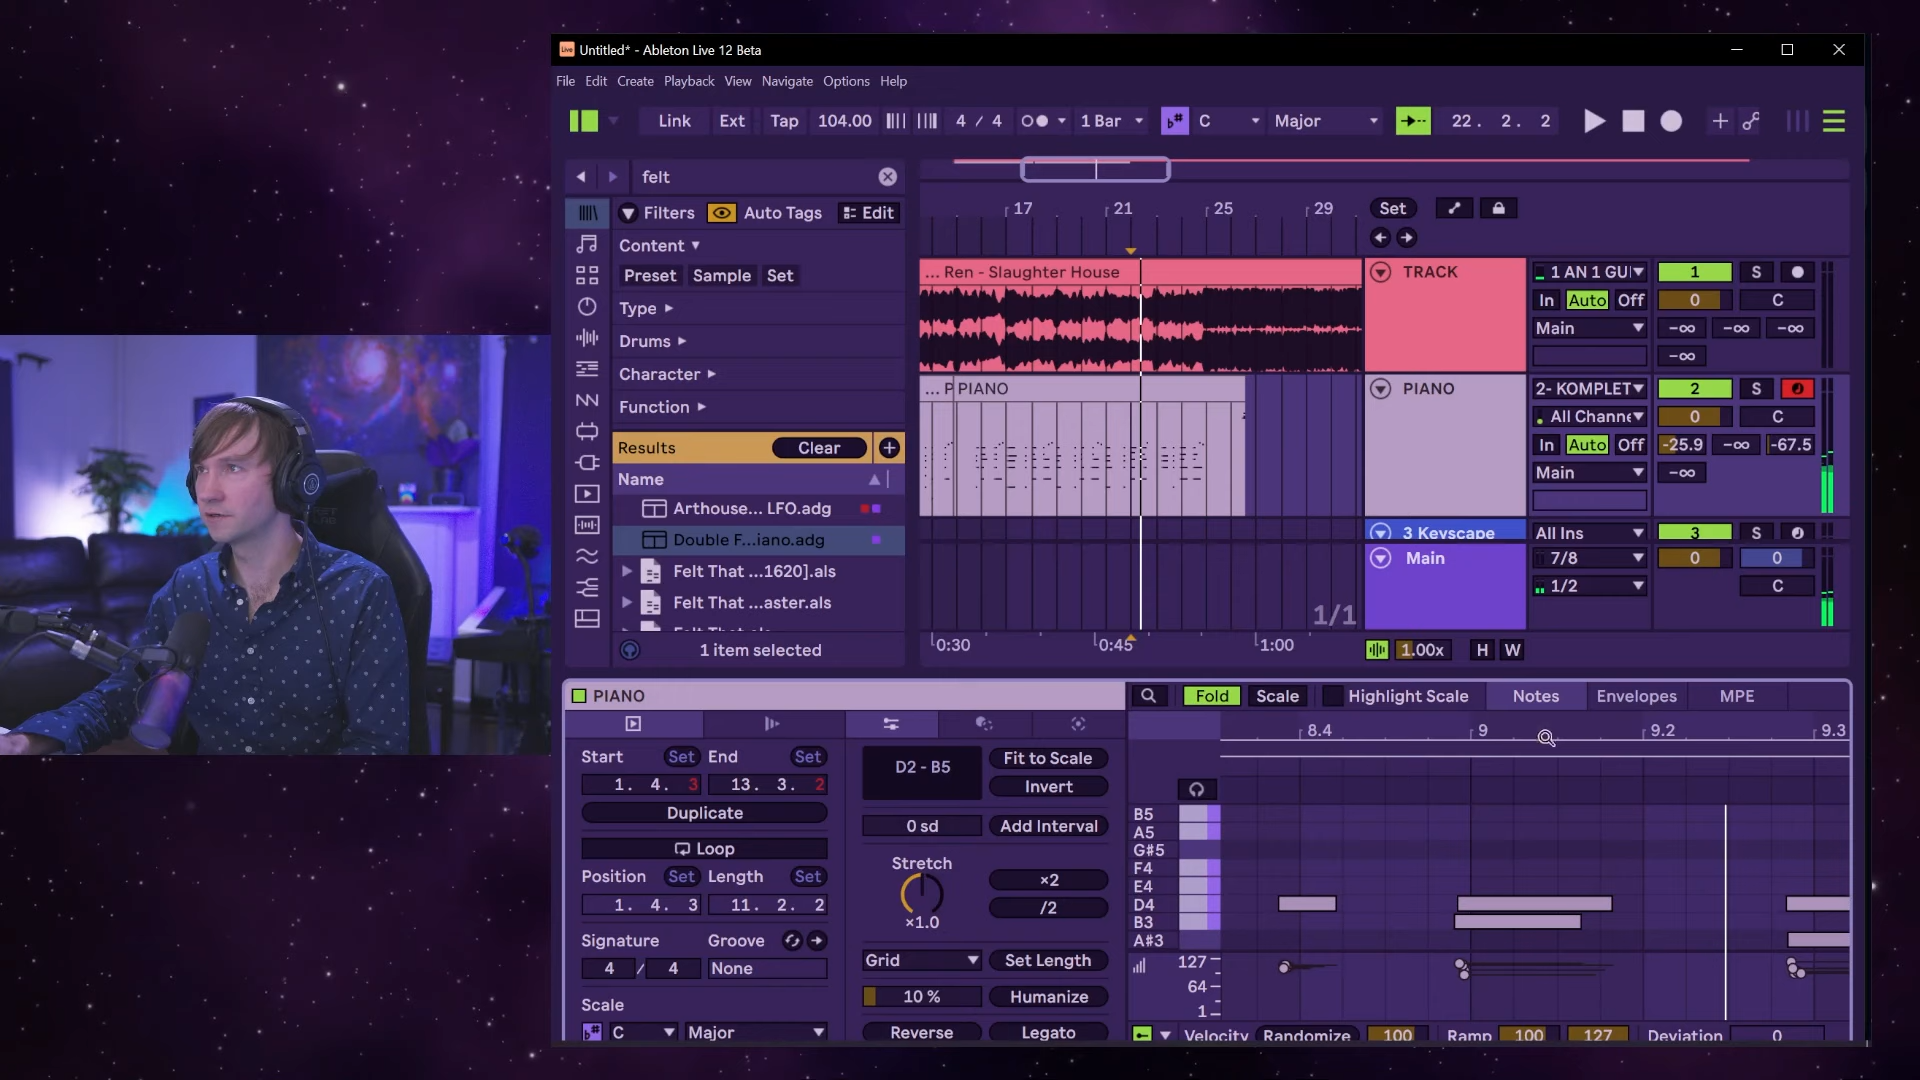 Untitled* - Ableton Live 12 Beta
File Edit Create Playback View Navigate Options Help
Link Ext Tap 104.00 4 / 4 1 Bar C Major 22. 2. 2
felt
Filters Auto Tags Edit
Content
Preset Sample Set
Type
Drums
Character
Function
Results Clear
Name
Arthouse... LFO.adg
Double F...iano.adg
Felt That ...1620].als
Felt That ...aster.als
1 item selected
17 21 25 29
Set
... Ren - Slaughter House
... P PIANO
1/1
0:30 0:45 1:00
1.00x H W
TRACK 1 S
In Auto Off 0 C
Main -∞ -∞ -∞
-∞
PIANO 2- KOMPLET 2 S
All Channe 0 C
In Auto Off -25.9 -∞ -67.5
Main -∞
3 Keyscape All Ins 3 S
Main 7/8 0 0
1/2 C
PIANO
Start Set End Set
1. 4. 3 13. 3. 2
Duplicate
Loop
Position Set Length Set
1. 4. 3 11. 2. 2
Signature Groove
4 / 4 None
Scale
C Major
D2 - B5 Fit to Scale
Invert
0 sd Add Interval
Stretch
×2
/2
×1.0
Grid Set Length
10 % Humanize
Reverse Legato
Fold Scale Highlight Scale Notes Envelopes MPE
8.4 9 9.2 9.3
B5
A5
G#5
F4
E4
D4
B3
A#3
127
64
1
Velocity Randomize 100 Ramp 100 127 Deviation 0